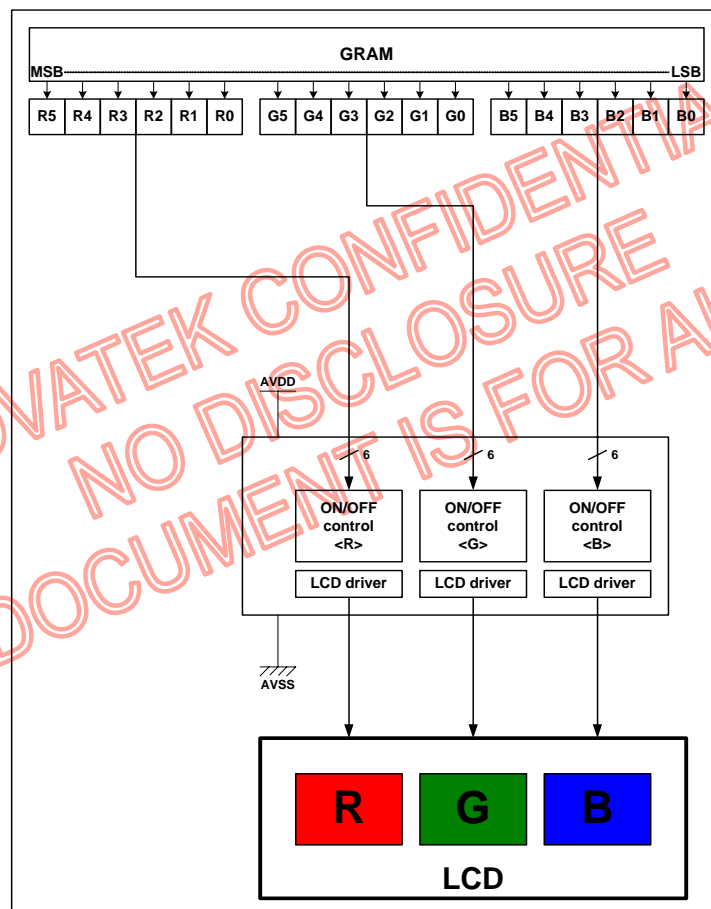 GRAM
MSB LSB
R5 R4 R3 R2 R1 R0 G5 G4 G3 G2 G1 G0 B5 B4 B3 B2 B1 B0
AVDD
6 6 6
ON/OFF control <R>
ON/OFF control <G>
ON/OFF control <B>
LCD driver LCD driver LCD driver
AVSS
R G B
LCD
NO DISCLOSURE
DOCUMENT IS FOR